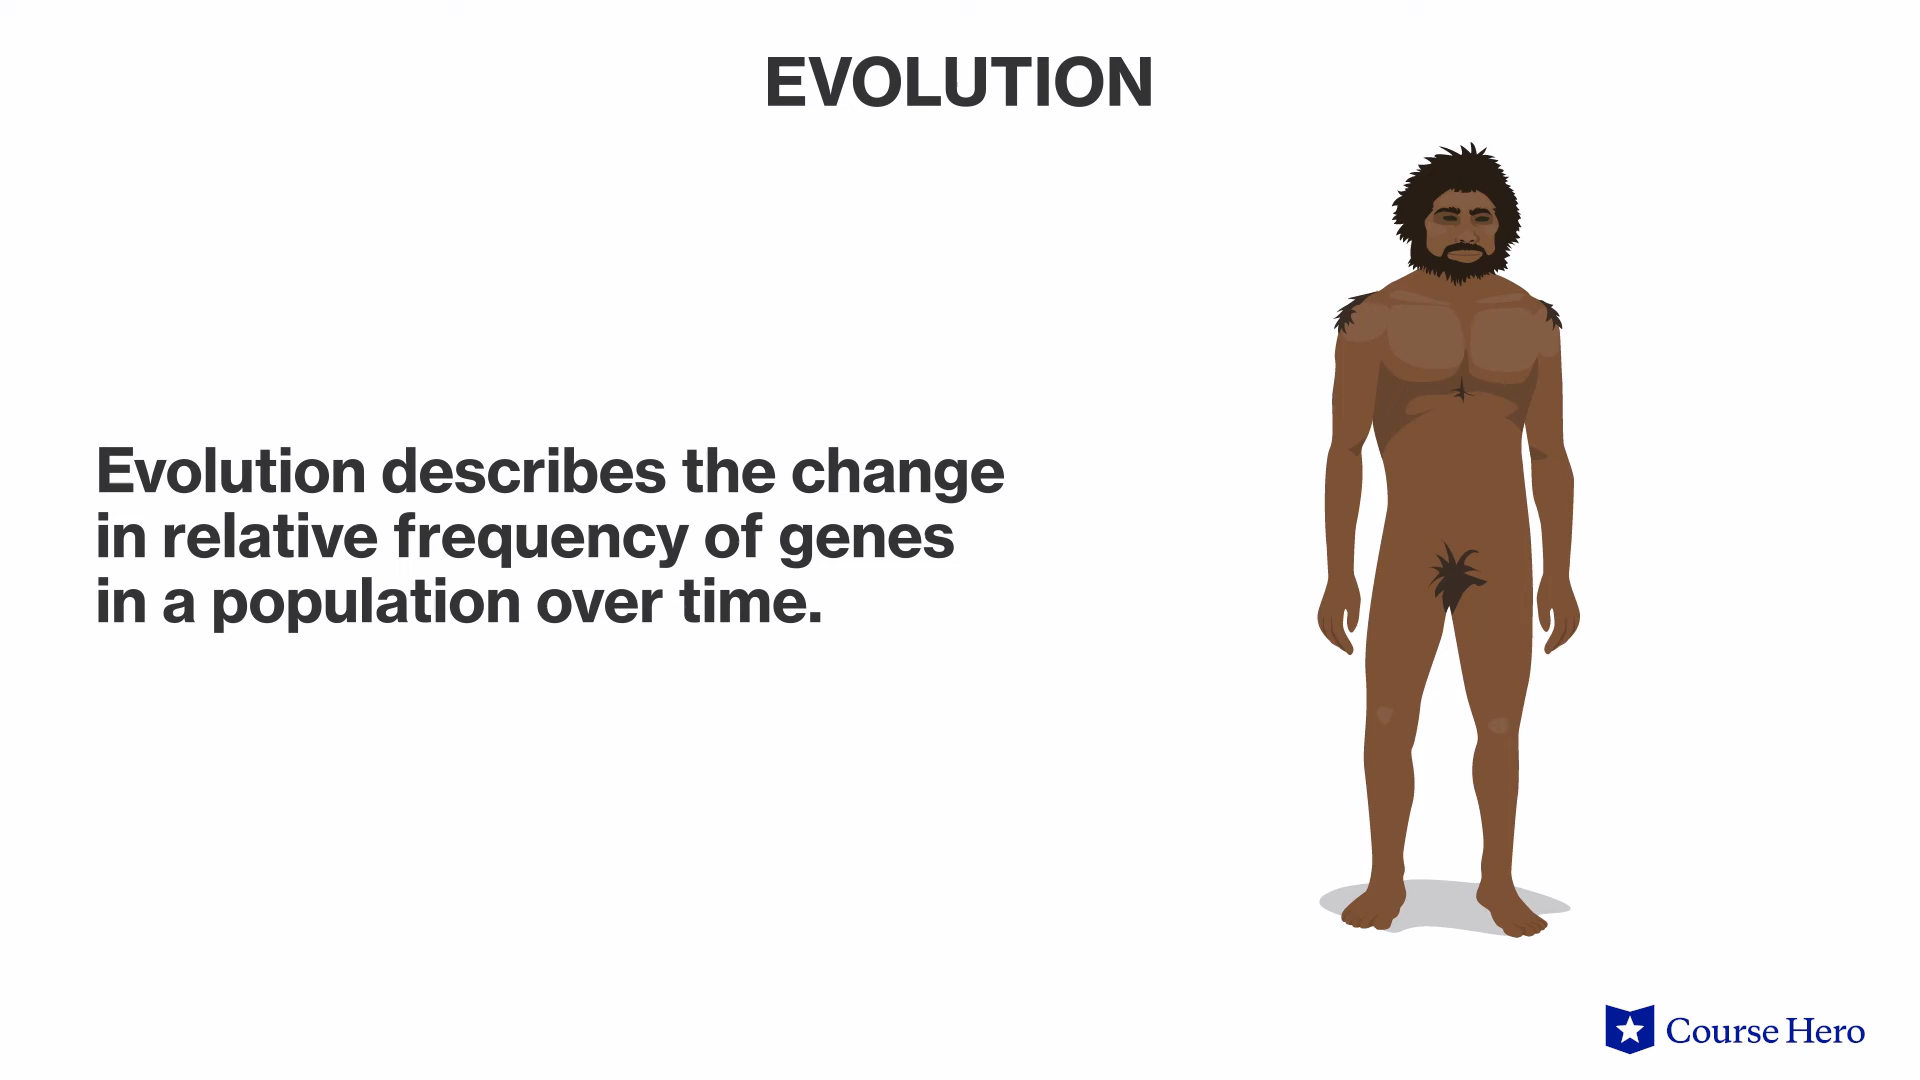 EVOLUTION
Evolution describes the change
in relative frequency of genes
in a population over time.
Course Hero